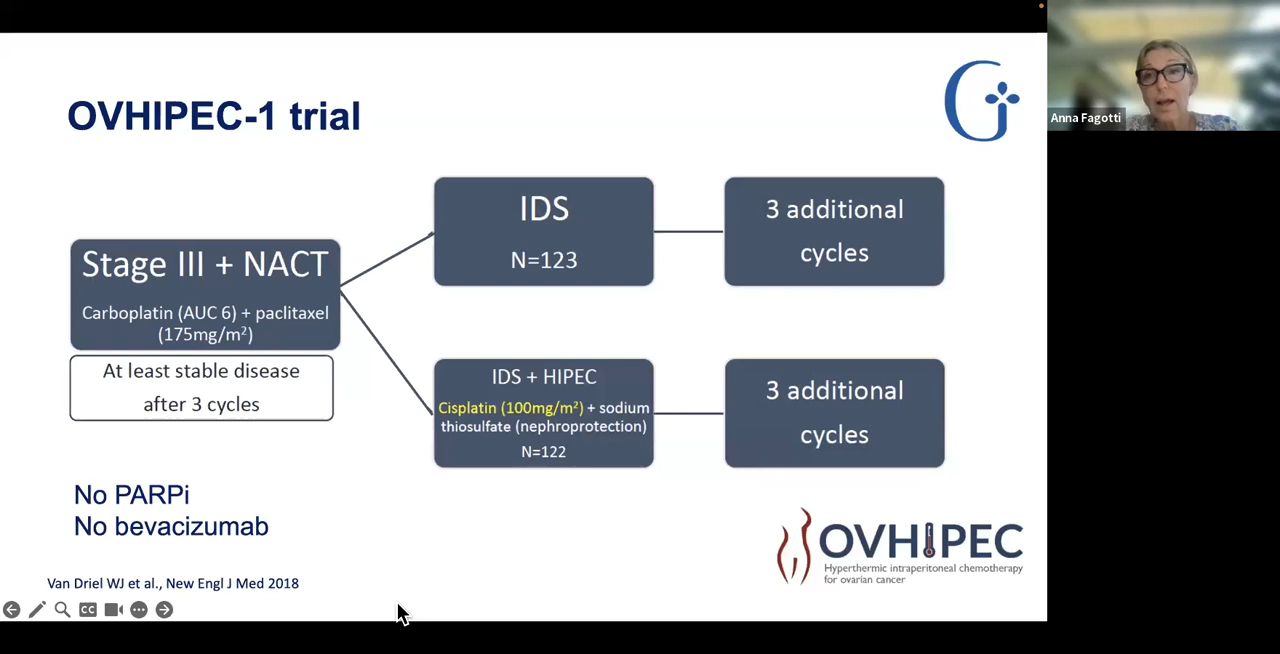 OVHIPEC-1 trial
Anna Fagotti
Stage III + NACT
Carboplatin (AUC 6) + paclitaxel
(175mg/m²)
At least stable disease
after 3 cycles
IDS
N=123
3 additional
cycles
IDS + HIPEC
Cisplatin (100mg/m²) + sodium
thiosulfate (nephroprotection)
N=122
3 additional
cycles
No PARPi
No bevacizumab
OVHIPEC
Hyperthermic intraperitoneal chemotherapy
for ovarian cancer
Van Driel WJ et al., New Engl J Med 2018
CC